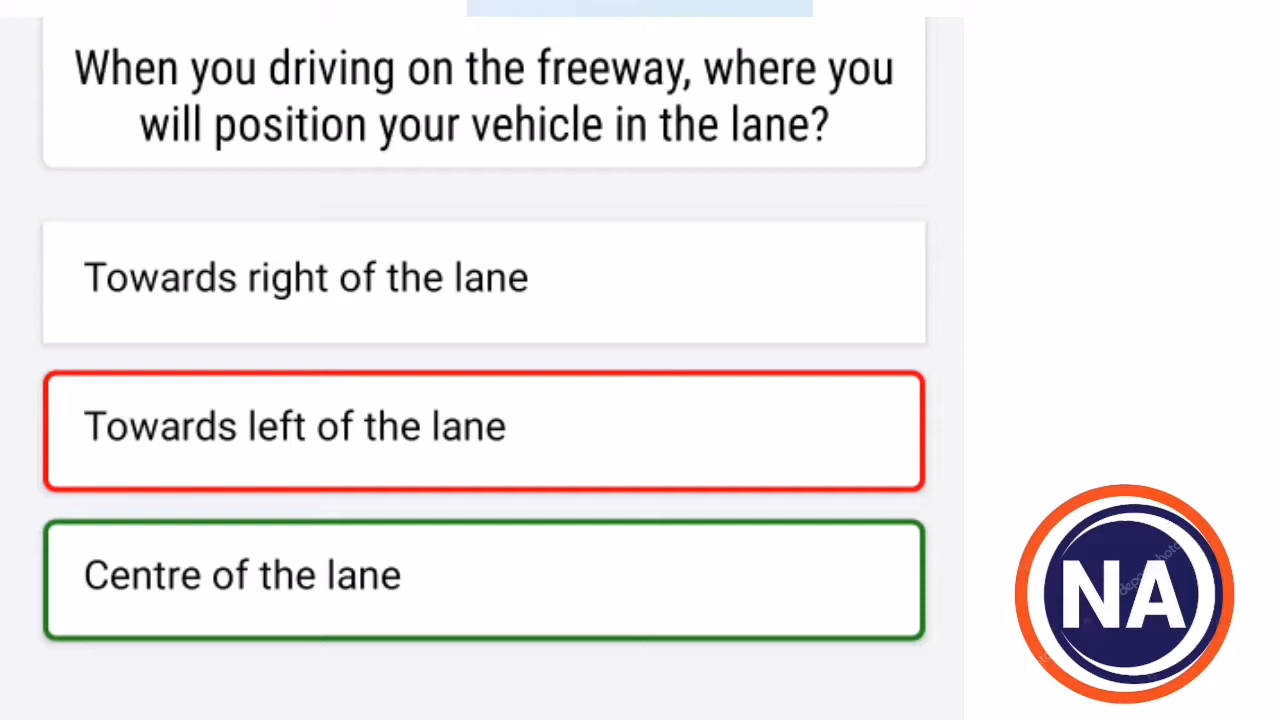 When you driving on the freeway, where you
will position your vehicle in the lane?
Towards right of the lane
Towards left of the lane
Centre of the lane
NA
depositphotos